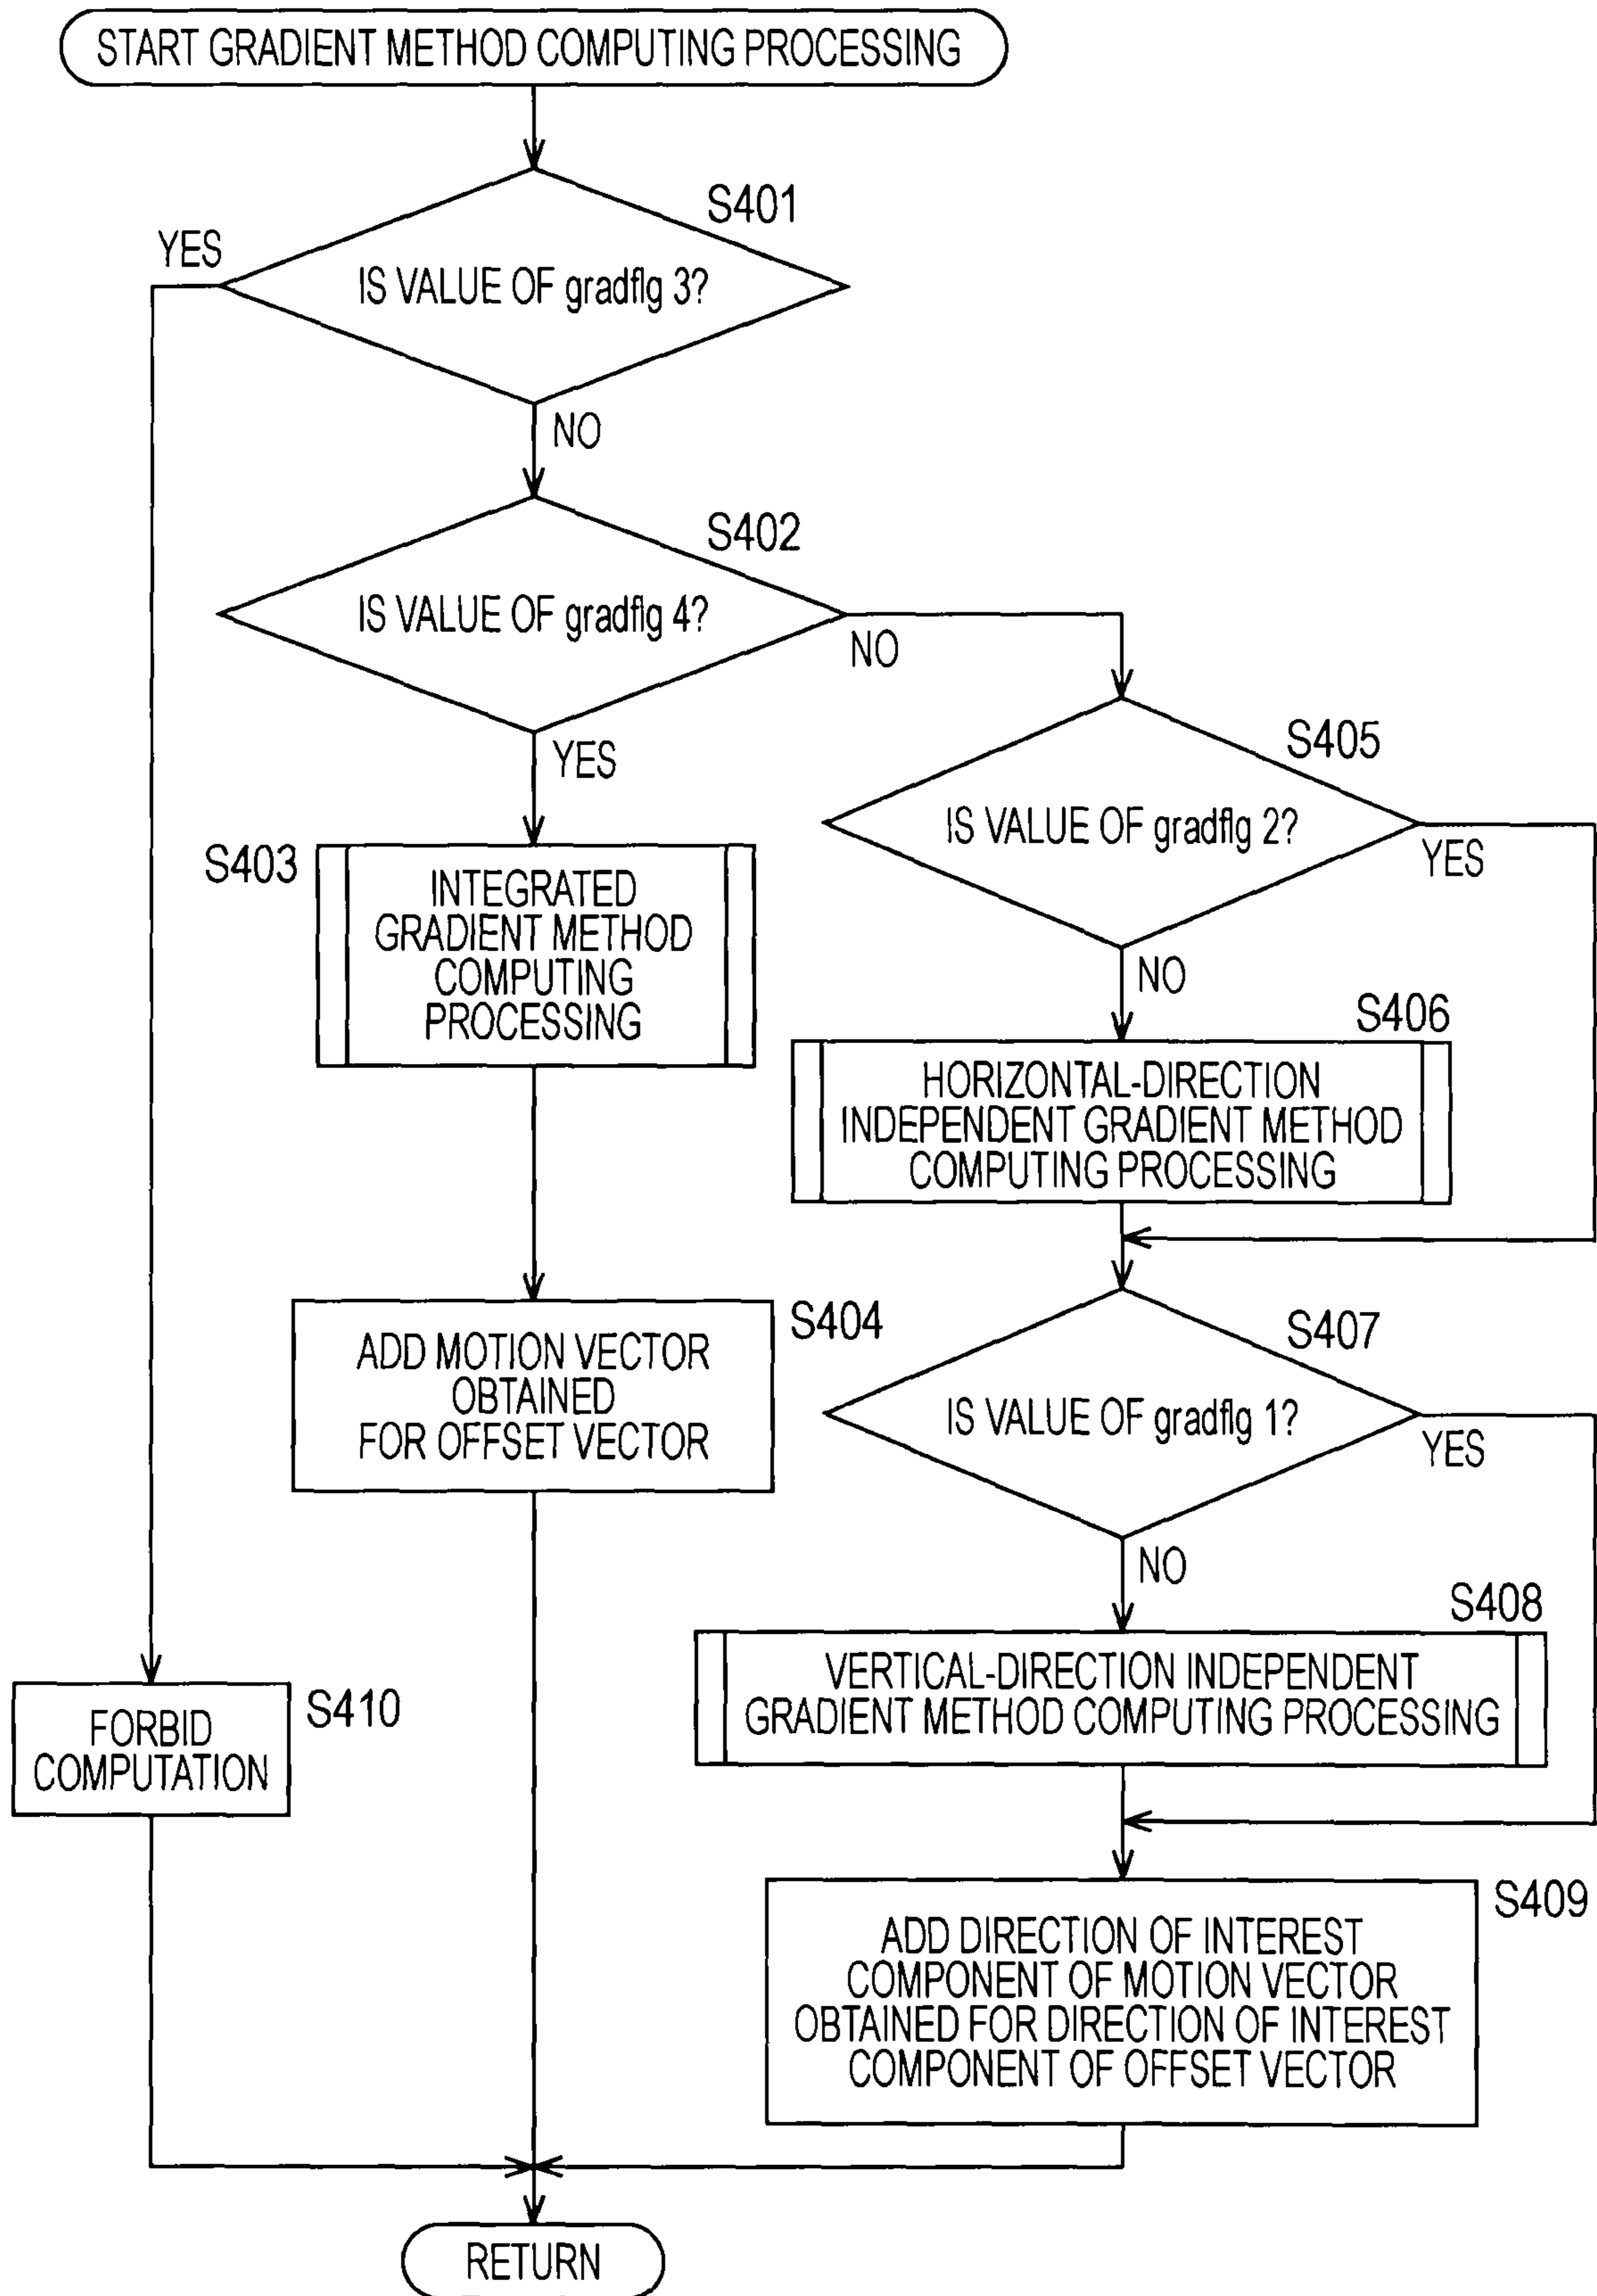 START GRADIENT METHOD COMPUTING PROCESSING
S401
YES
IS VALUE OF gradflg 3?
NO
S402
IS VALUE OF gradflg 4?
NO
YES
S405
IS VALUE OF gradflg 2?
YES
NO
S403
INTEGRATED
GRADIENT METHOD
COMPUTING
PROCESSING
S406
HORIZONTAL-DIRECTION
INDEPENDENT GRADIENT METHOD
COMPUTING PROCESSING
S404
ADD MOTION VECTOR
OBTAINED
FOR OFFSET VECTOR
S407
IS VALUE OF gradflg 1?
YES
NO
S408
VERTICAL-DIRECTION INDEPENDENT
GRADIENT METHOD COMPUTING PROCESSING
S410
FORBID
COMPUTATION
S409
ADD DIRECTION OF INTEREST
COMPONENT OF MOTION VECTOR
OBTAINED FOR DIRECTION OF INTEREST
COMPONENT OF OFFSET VECTOR
RETURN